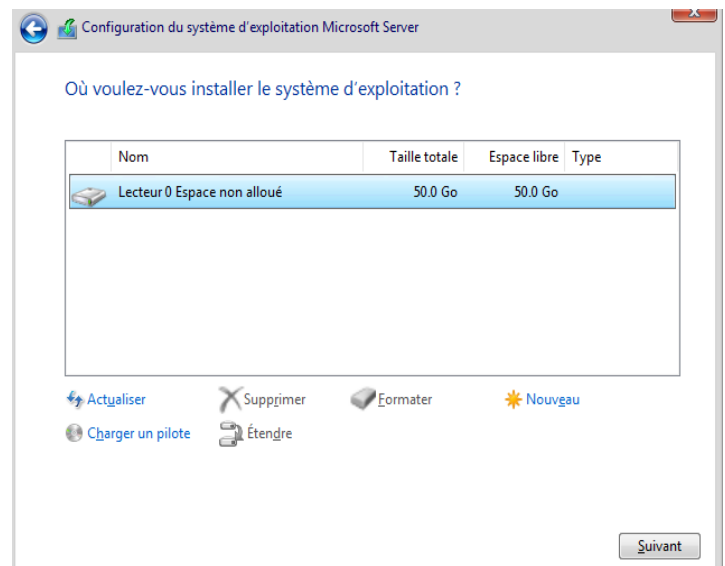 Configuration du système d'exploitation Microsoft Server
Où voulez-vous installer le système d'exploitation ?
Nom Taille totale Espace libre Type
Lecteur 0 Espace non alloué 50.0 Go 50.0 Go
Actualiser Supprimer Formater Nouveau
Charger un pilote Étendre
Suivant